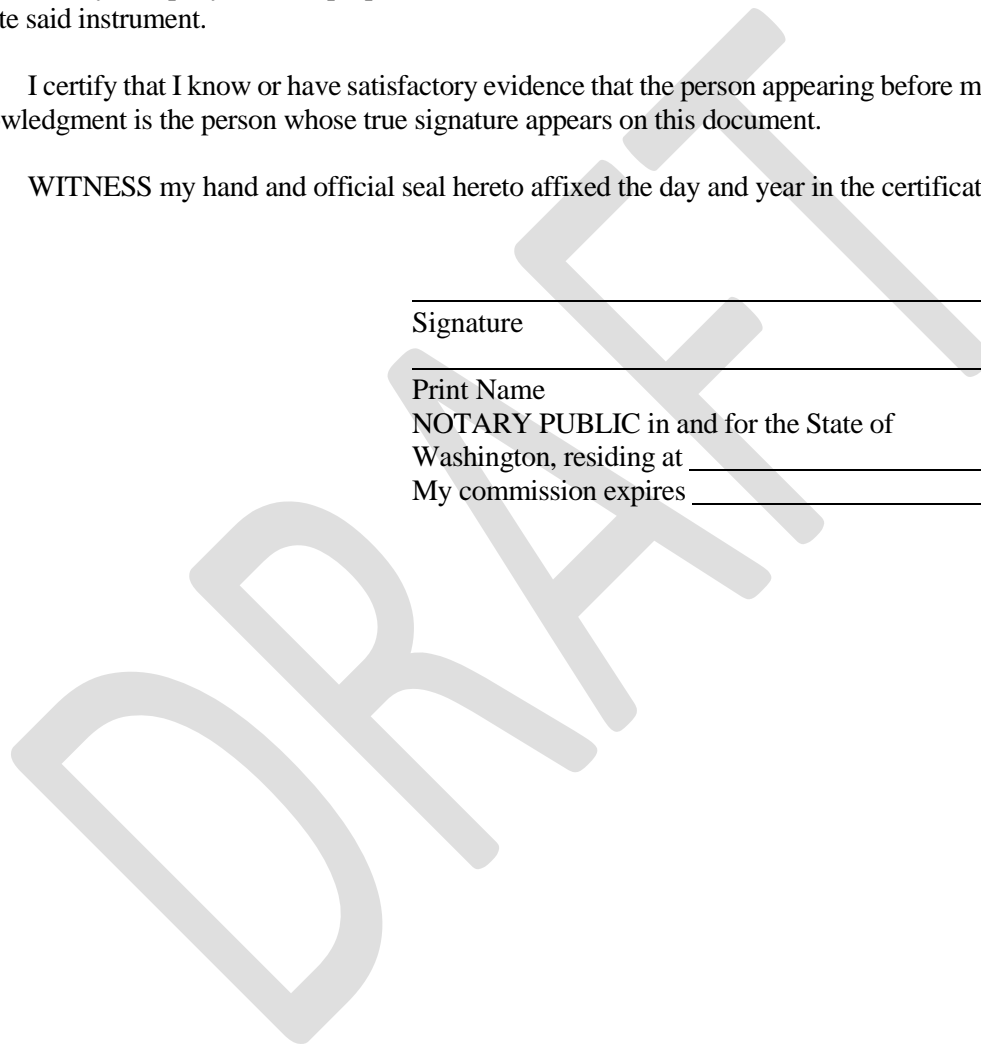 te said instrument.
I certify that I know or have satisfactory evidence that the person appearing before m
wledgment is the person whose true signature appears on this document.
WITNESS my hand and official seal hereto affixed the day and year in the certificat
Signature
Print Name
NOTARY PUBLIC in and for the State of
Washington, residing at
My commission expires
DRAFT